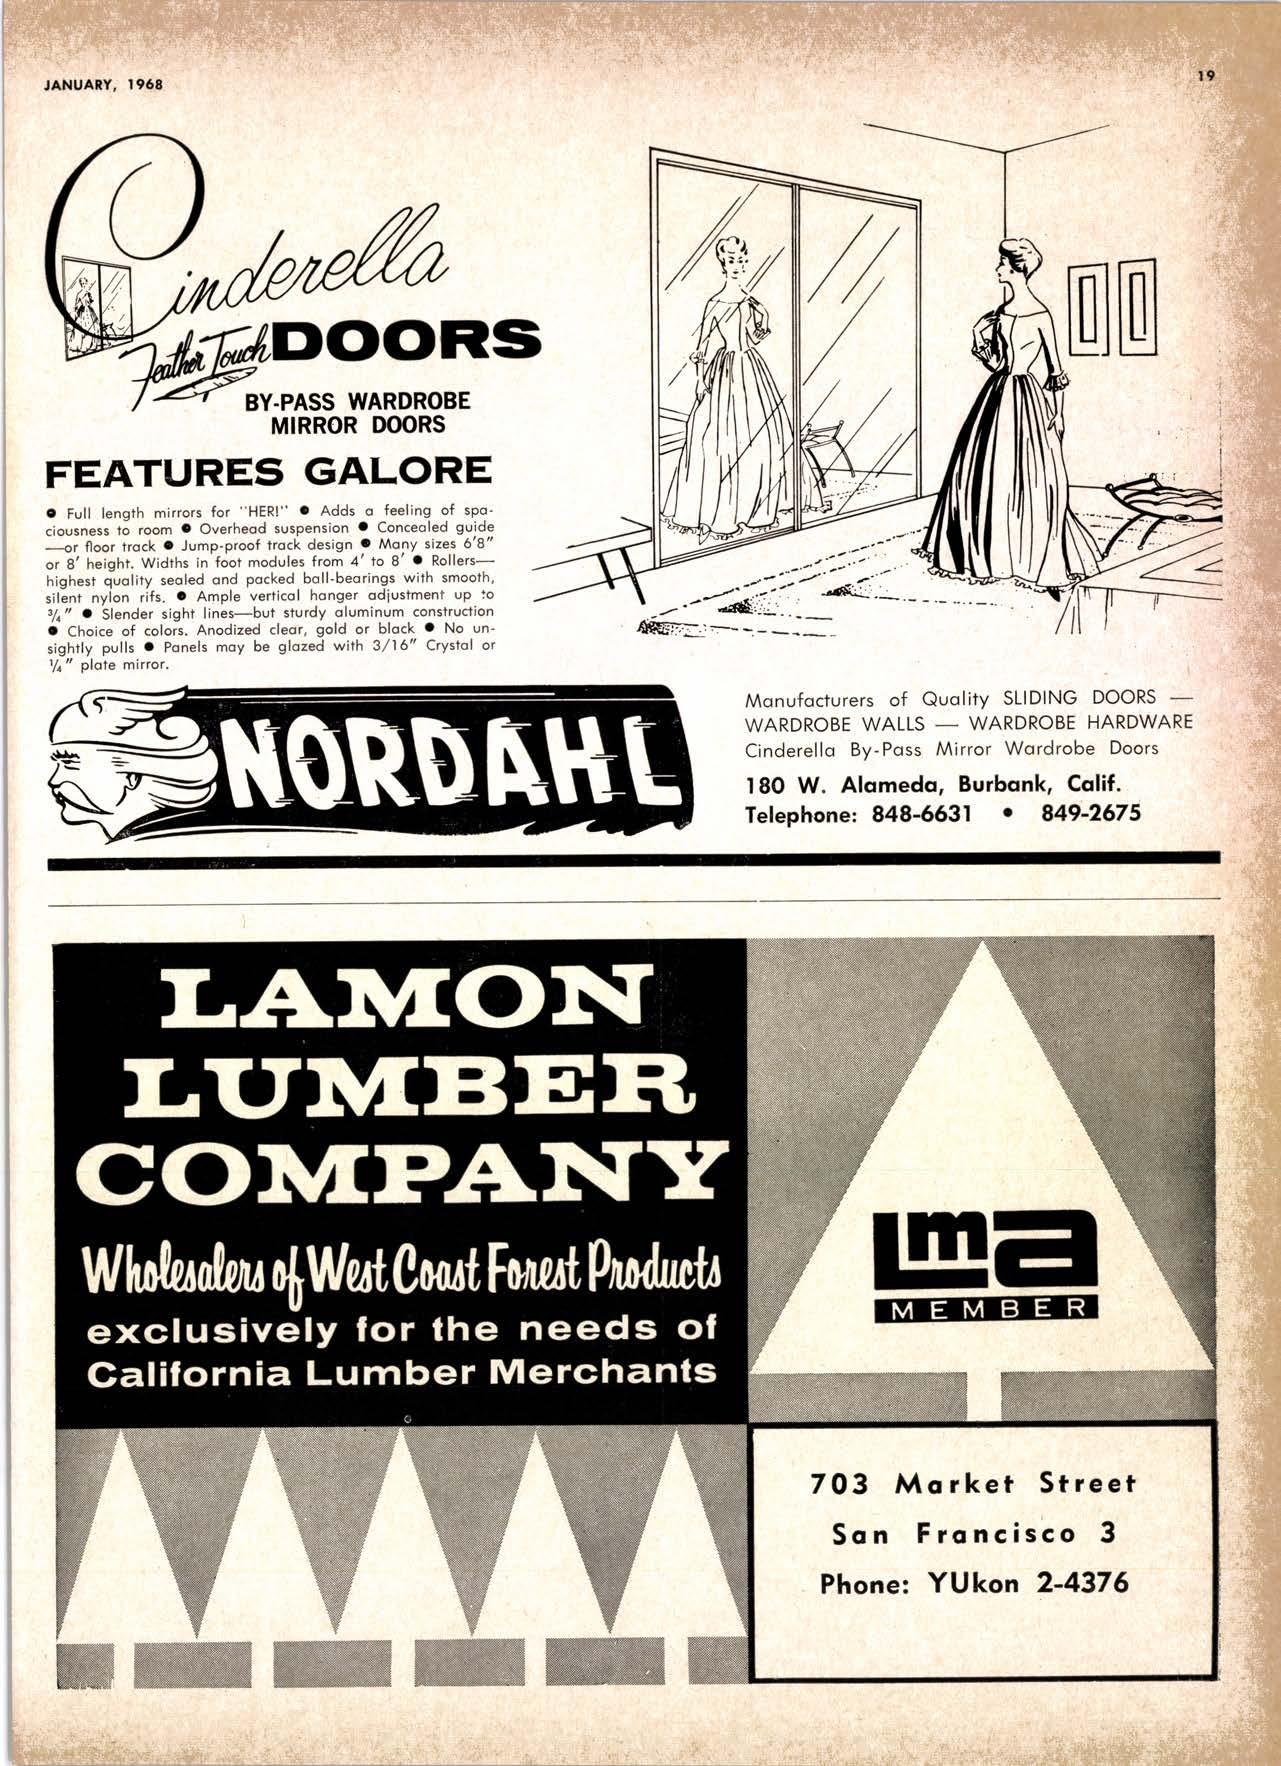 JANUARY, 1968
19
Cinderella
Feather Touch DOORS
BY-PASS WARDROBE
MIRROR DOORS
FEATURES GALORE
● Full length mirrors for "HER!" ● Adds a feeling of spa-
ciousness to room ● Overhead suspension ● Concealed guide
—or floor track ● Jump-proof track design ● Many sizes 6'8"
or 8' height. Widths in foot modules from 4' to 8' ● Rollers—
highest quality sealed and packed ball-bearings with smooth,
silent nylon rifs. ● Ample vertical hanger adjustment up to
3/4" ● Slender sight lines—but sturdy aluminum construction
● Choice of colors. Anodized clear, gold or black ● No un-
sightly pulls ● Panels may be glazed with 3/16" Crystal or
1/4" plate mirror.
NORDAHL
Manufacturers of Quality SLIDING DOORS —
WARDROBE WALLS — WARDROBE HARDWARE
Cinderella By-Pass Mirror Wardrobe Doors
180 W. Alameda, Burbank, Calif.
Telephone: 848-6631 • 849-2675
LAMON
LUMBER
COMPANY
Wholesalers of West Coast Forest Products
exclusively for the needs of
California Lumber Merchants
Lma
MEMBER
703 Market Street
San Francisco 3
Phone: YUkon 2-4376